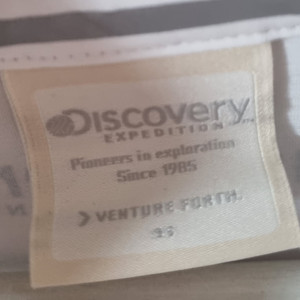 Discovery
EXPEDITION
Pioneers in exploration
Since 1985
VENTURE FORTH.